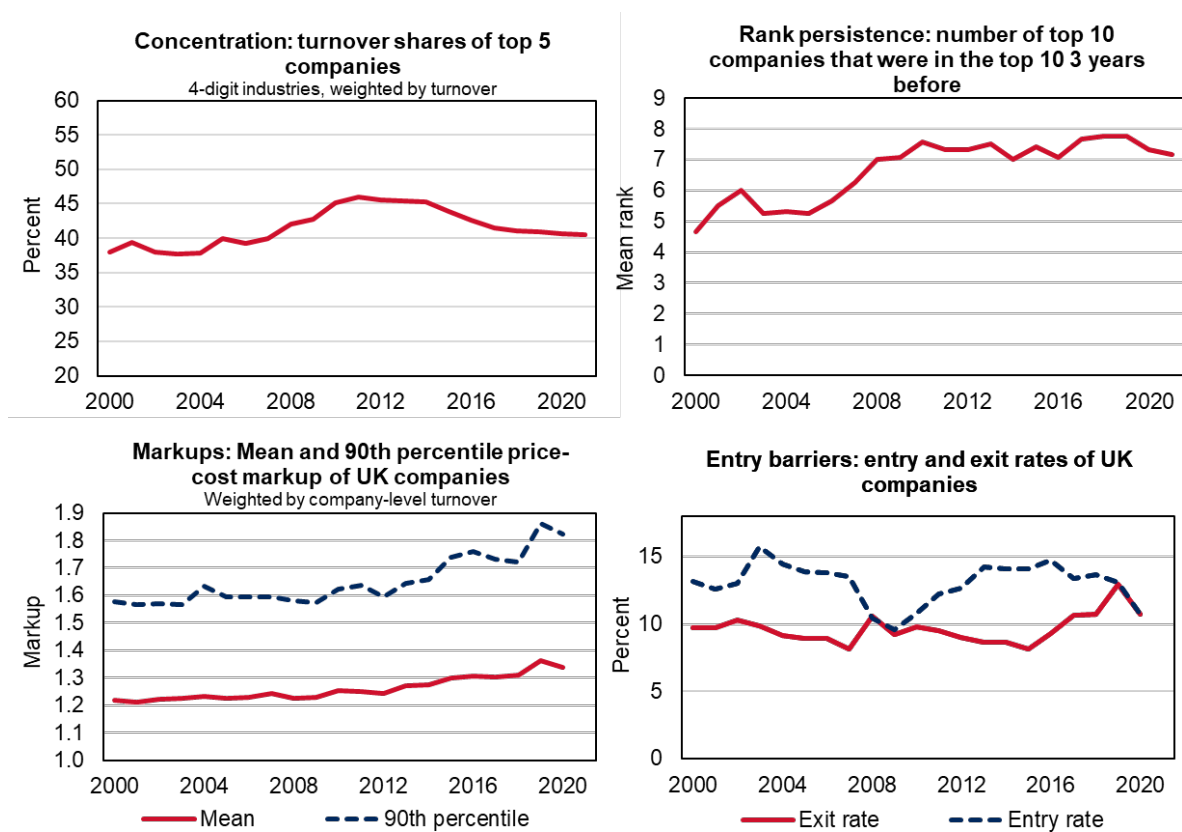 Concentration: turnover shares of top 5
companies
4-digit industries, weighted by turnover
Percent
60
55
50
45
40
35
30
25
20
2000 2004 2008 2012 2016 2020
Rank persistence: number of top 10
companies that were in the top 10 3 years
before
Mean rank
9
8
7
6
5
4
3
2
1
0
2000 2004 2008 2012 2016 2020
Markups: Mean and 90th percentile price-
cost markup of UK companies
Weighted by company-level turnover
Markup
1.9
1.8
1.7
1.6
1.5
1.4
1.3
1.2
1.1
1.0
2000 2004 2008 2012 2016 2020
Mean 90th percentile
Entry barriers: entry and exit rates of UK
companies
Percent
15
10
5
0
2000 2004 2008 2012 2016 2020
Exit rate Entry rate